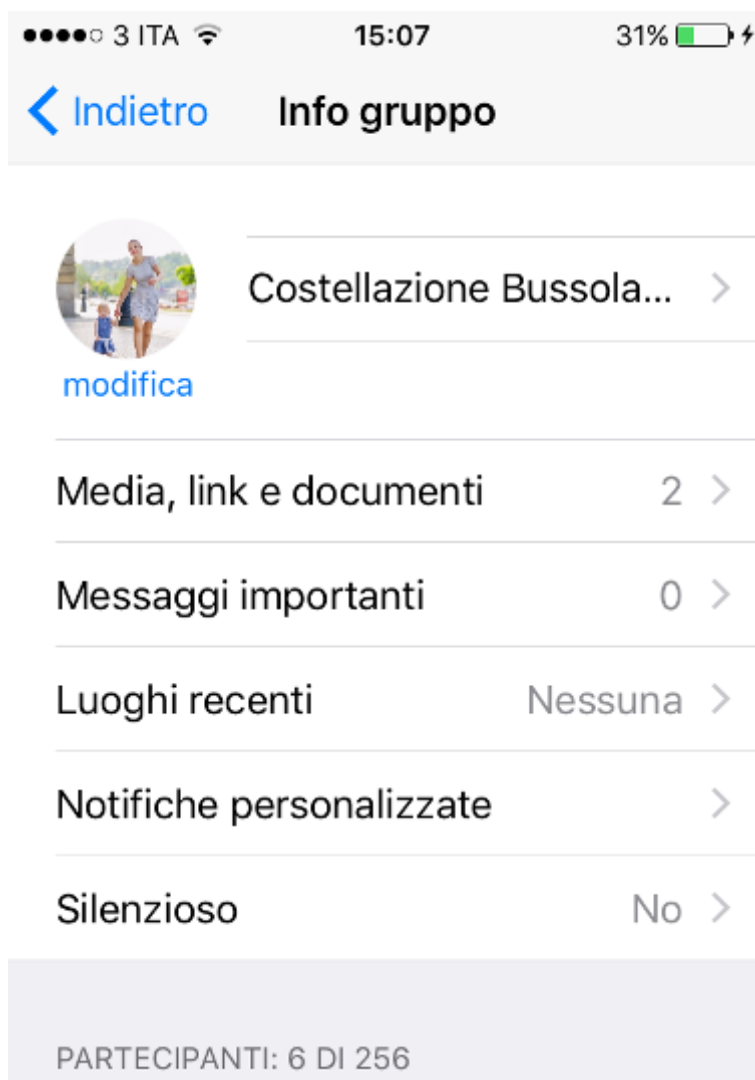 3 ITA 15:07 31%
Indietro Info gruppo
Costellazione Bussola...
modifica
Media, link e documenti 2
Messaggi importanti 0
Luoghi recenti Nessuna
Notifiche personalizzate
Silenzioso No
PARTECIPANTI: 6 DI 256